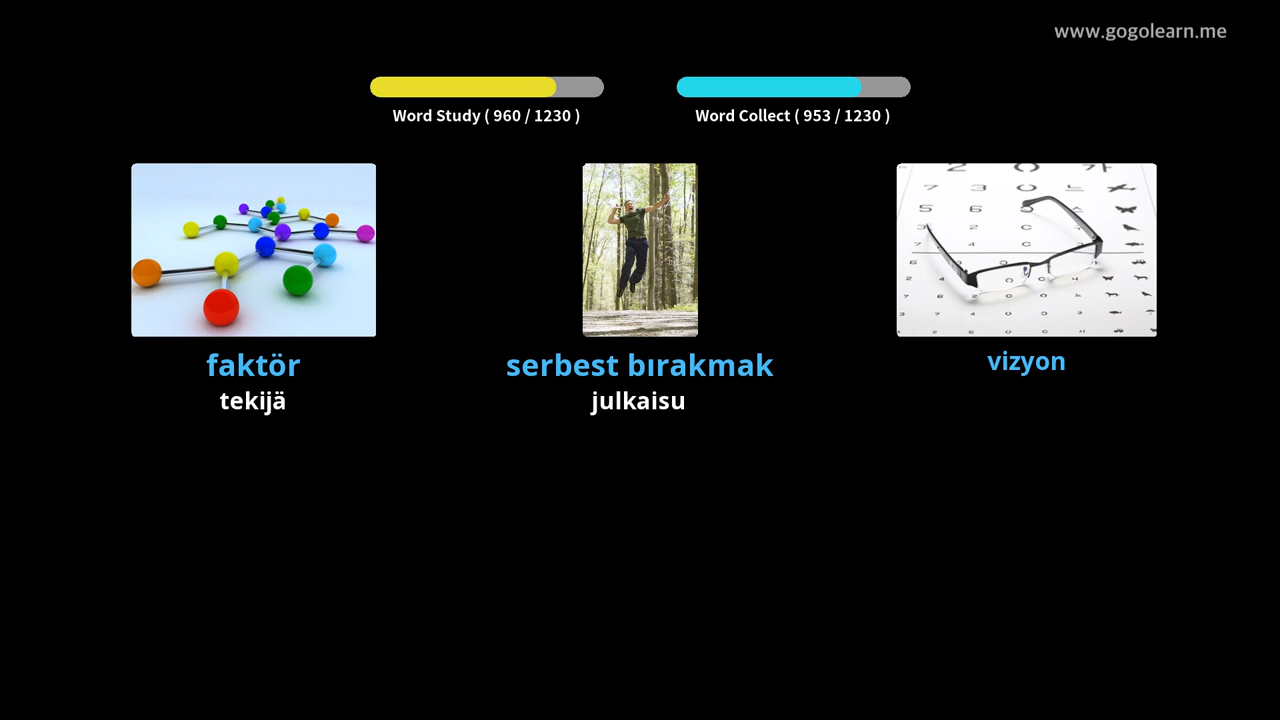 www.gogolearn.me
Word Study ( 960 / 1230 )
Word Collect ( 953 / 1230 )
faktör
serbest bırakmak
vizyon
tekijä
julkaisu